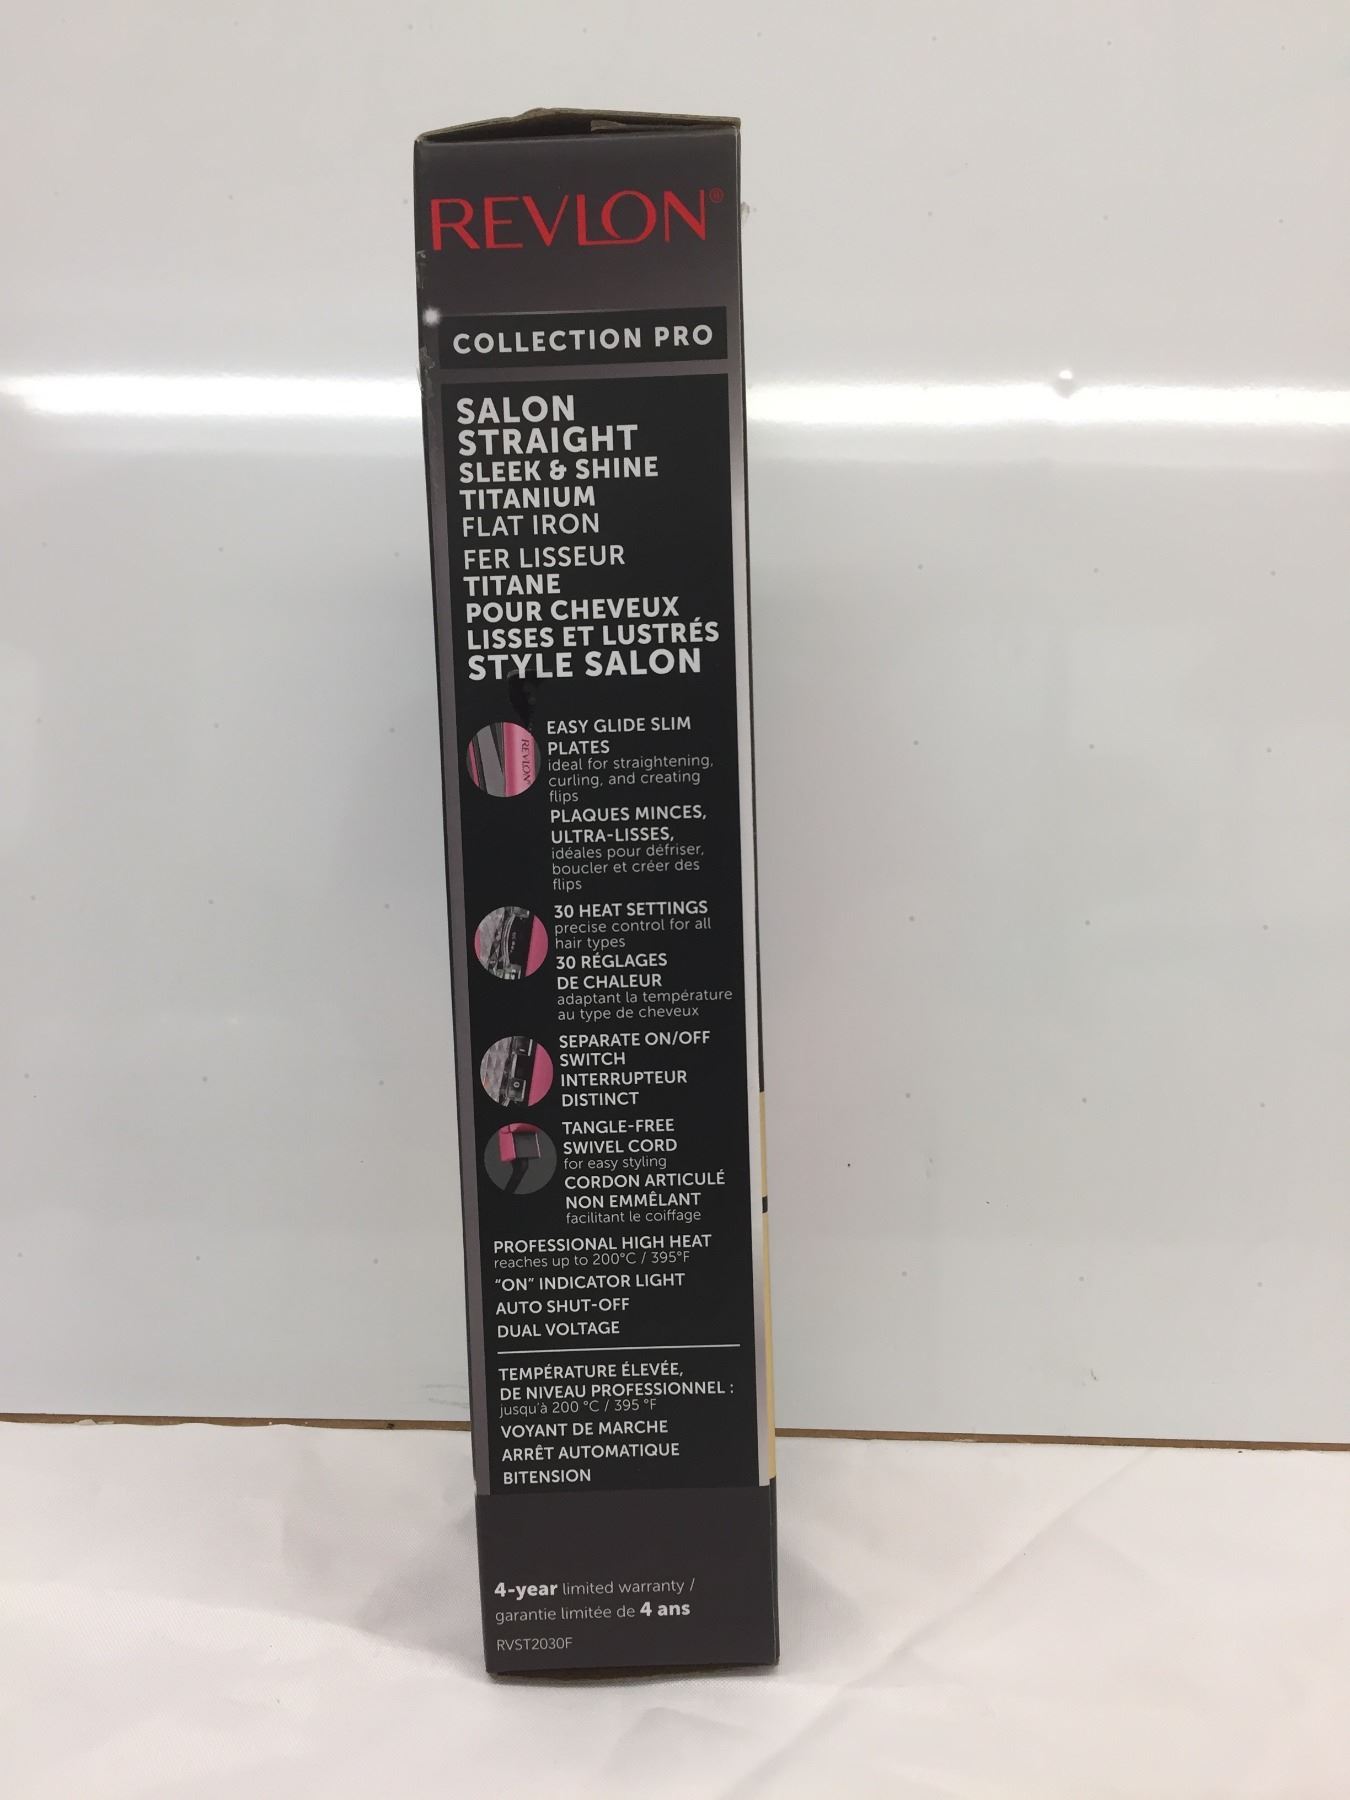 REVLON®
COLLECTION PRO
SALON
STRAIGHT
SLEEK & SHINE
TITANIUM
FLAT IRON
FER LISSEUR
TITANE
POUR CHEVEUX
LISSES ET LUSTRÉS
STYLE SALON
REVLON
EASY GLIDE SLIM
PLATES
ideal for straightening,
curling, and creating
flips
PLAQUES MINCES,
ULTRA-LISSES,
idéales pour défriser,
boucler et créer des
flips
30 HEAT SETTINGS
precise control for all
hair types
30 RÉGLAGES
DE CHALEUR
adaptant la température
au type de cheveux
SEPARATE ON/OFF
SWITCH
INTERRUPTEUR
DISTINCT
TANGLE-FREE
SWIVEL CORD
for easy styling
CORDON ARTICULÉ
NON EMMÊLANT
facilitant le coiffage
PROFESSIONAL HIGH HEAT
reaches up to 200°C / 395°F
"ON" INDICATOR LIGHT
AUTO SHUT-OFF
DUAL VOLTAGE
TEMPÉRATURE ÉLEVÉE,
DE NIVEAU PROFESSIONNEL :
jusqu'à 200 °C / 395 °F
VOYANT DE MARCHE
ARRÊT AUTOMATIQUE
BITENSION
4-year limited warranty /
garantie limitée de 4 ans
RVST2030F